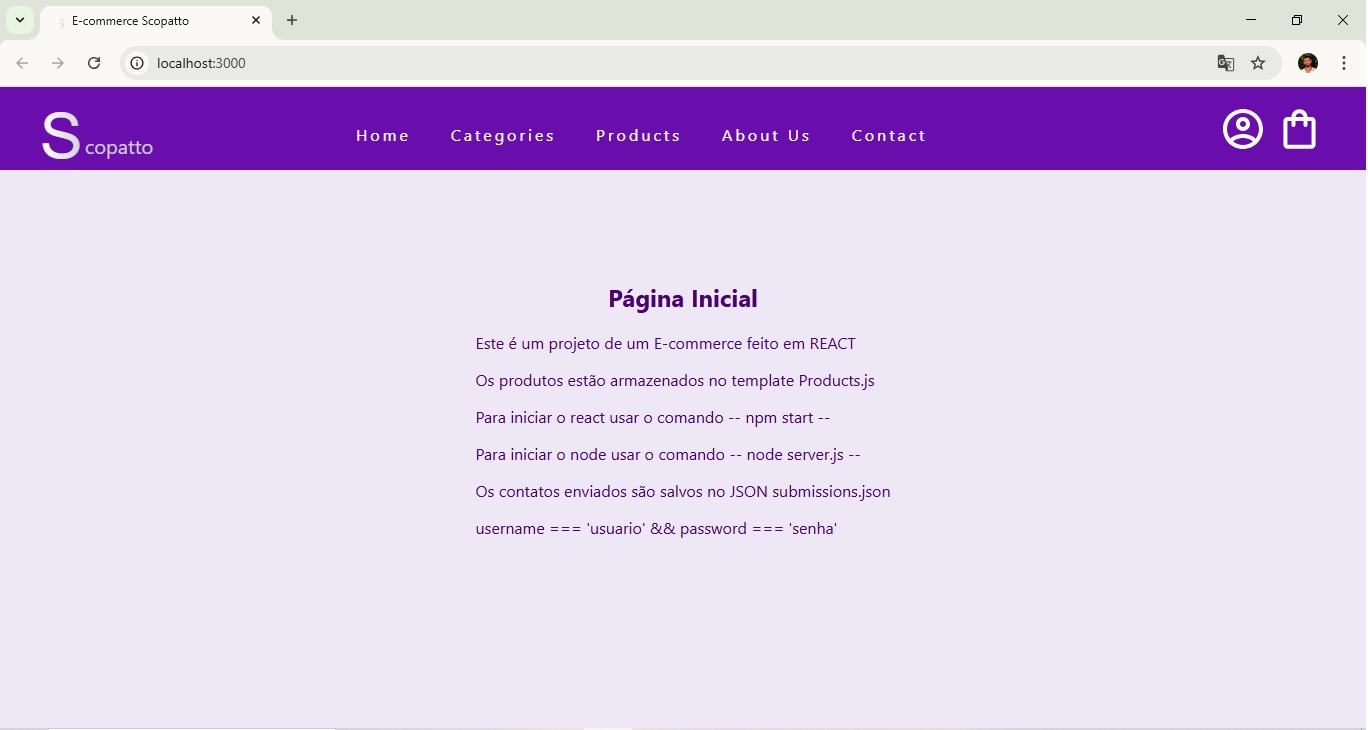 E-commerce Scopatto
localhost:3000
Scopatto
Home Categories Products About Us Contact
Página Inicial
Este é um projeto de um E-commerce feito em REACT
Os produtos estão armazenados no template Products.js
Para iniciar o react usar o comando -- npm start --
Para iniciar o node usar o comando -- node server.js --
Os contatos enviados são salvos no JSON submissions.json
username === 'usuario' && password === 'senha'